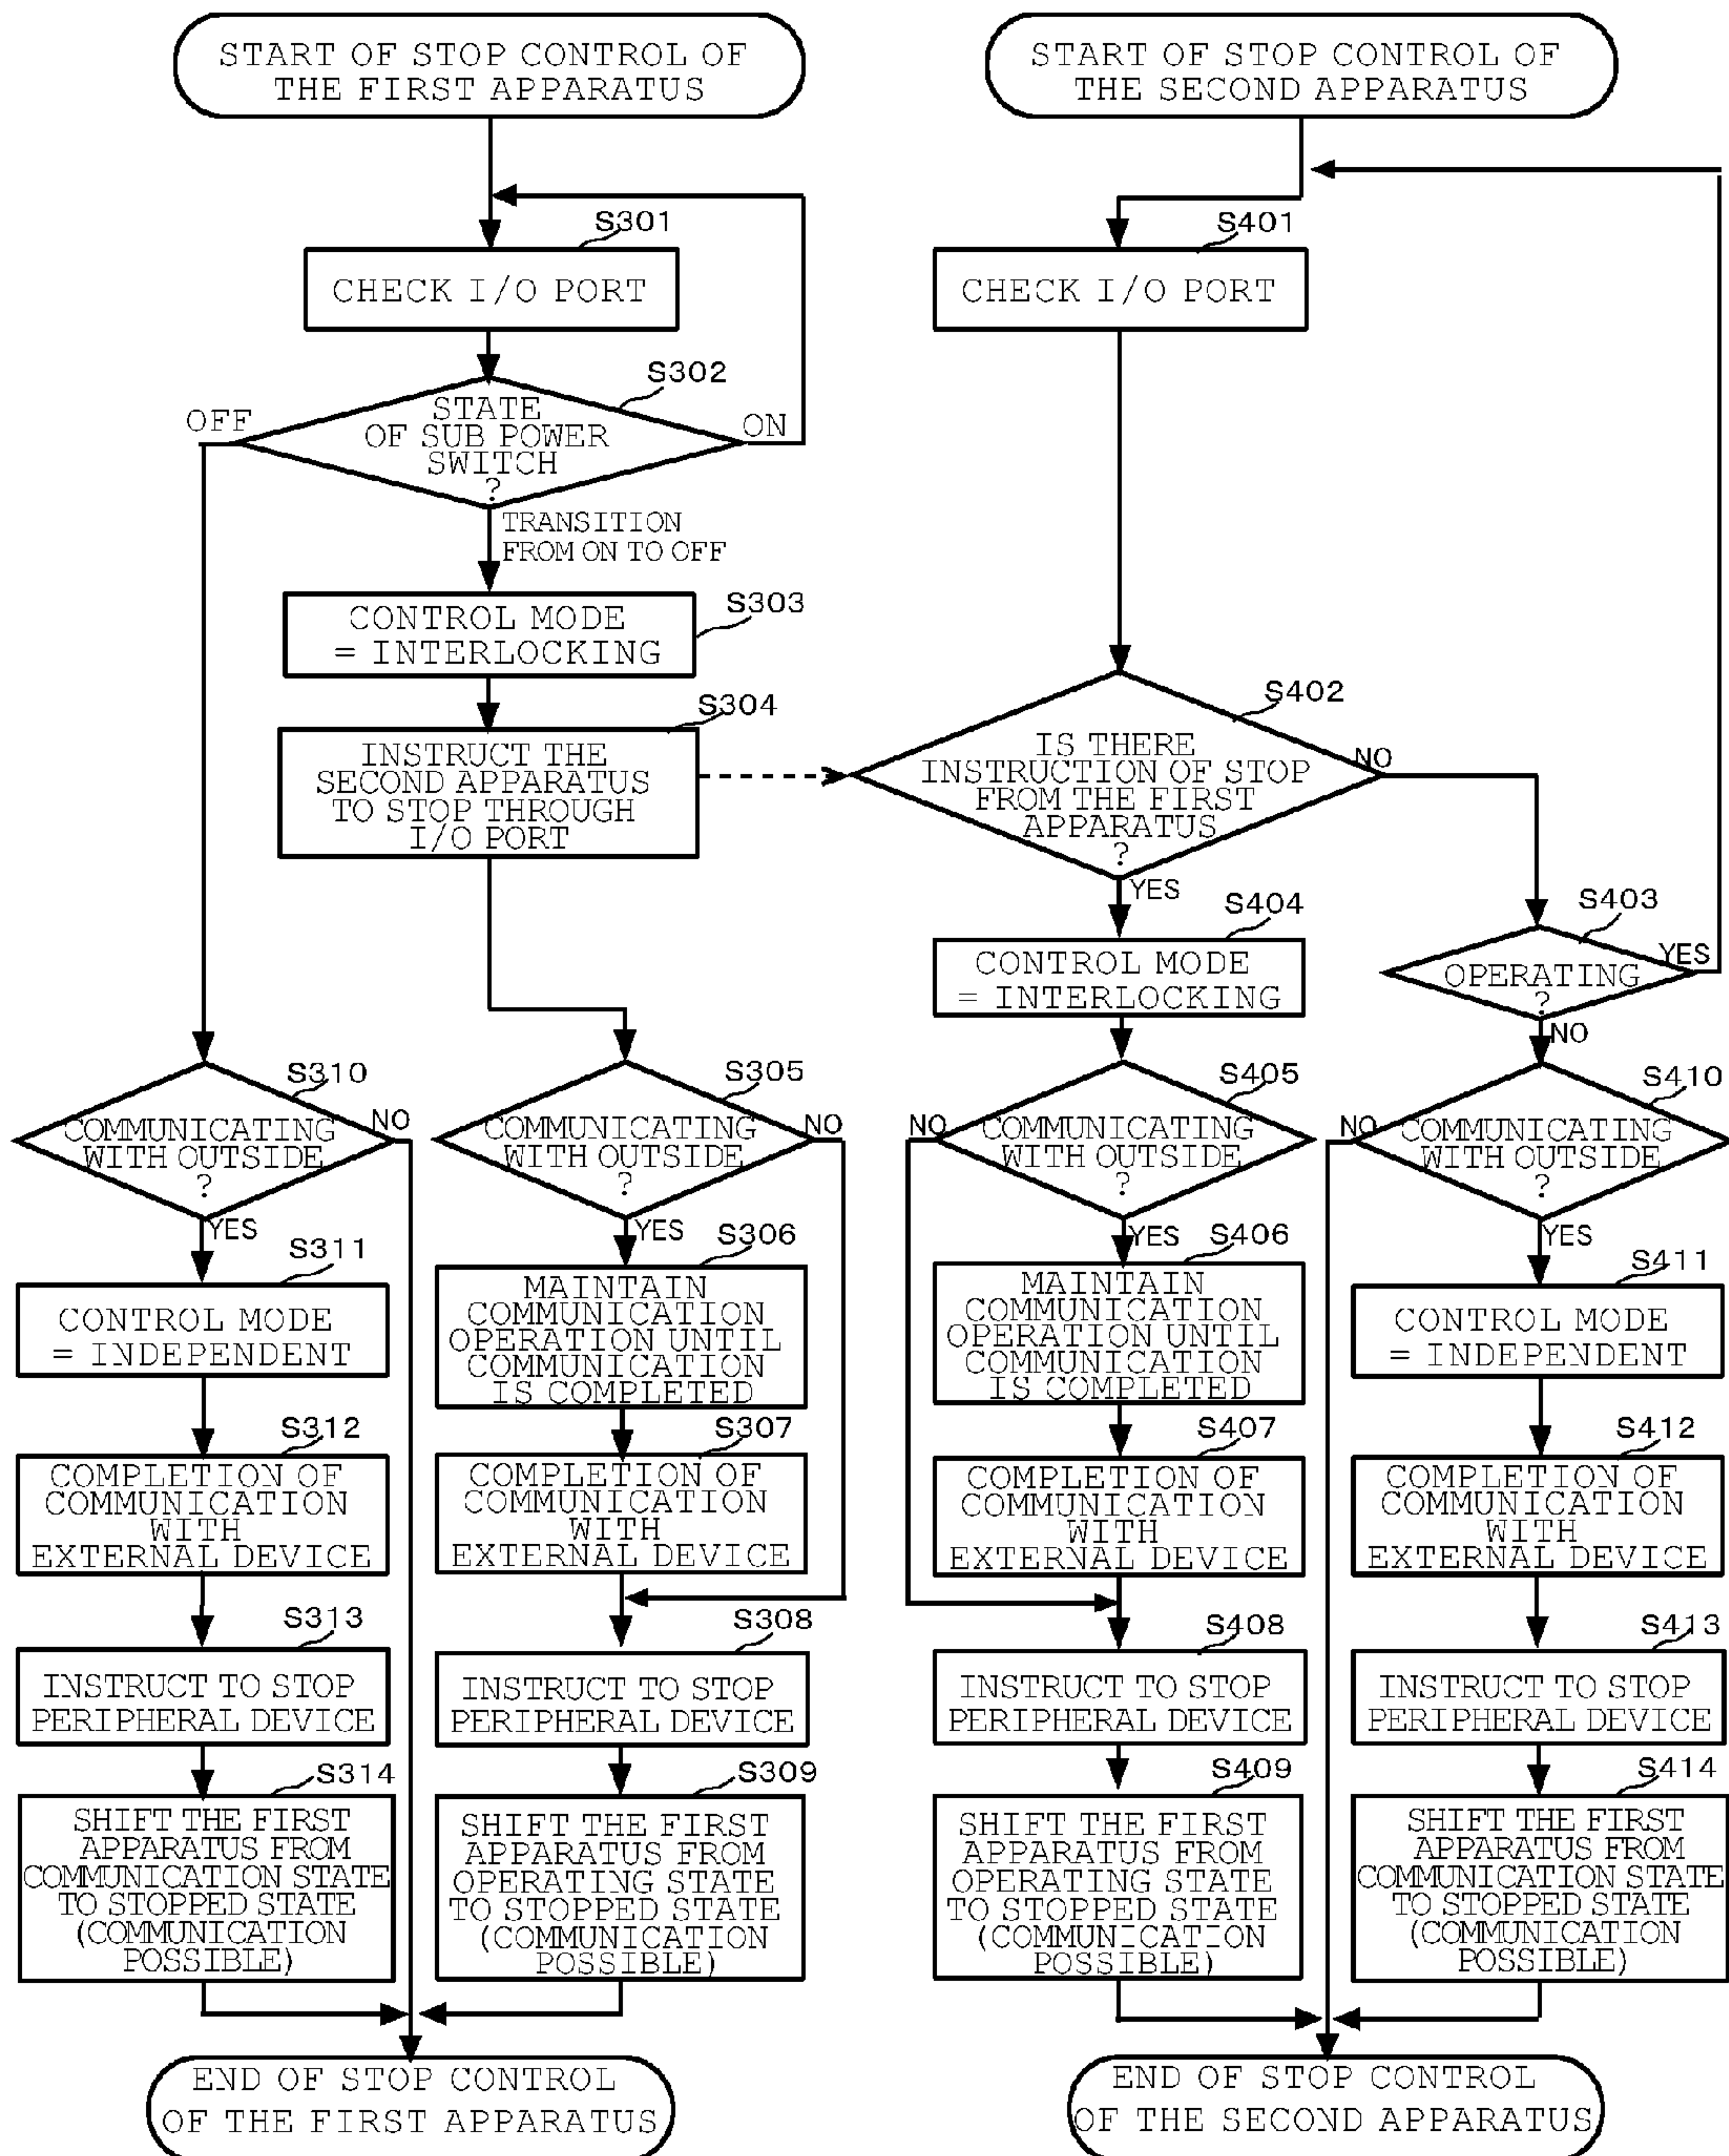 START OF STOP CONTROL OF
THE FIRST APPARATUS
S301
CHECK I/O PORT
S302
STATE
OF SUB POWER
SWITCH
?
OFF
ON
TRANSITION
FROM ON TO OFF
S303
CONTROL MODE
= INTERLOCKING
S304
INSTRUCT THE
SECOND APPARATUS
TO STOP THROUGH
I/O PORT
S310
COMMUNICATING
WITH OUTSIDE
?
NO
YES
S311
CONTROL MODE
= INDEPENDENT
S312
COMPLETION OF
COMMUNICATION
WITH
EXTERNAL DEVICE
S313
INSTRUCT TO STOP
PERIPHERAL DEVICE
S314
SHIFT THE FIRST
APPARATUS FROM
COMMUNICATION STATE
TO STOPPED STATE
(COMMUNICATION
POSSIBLE)
S305
COMMUNICATING
WITH OUTSIDE
?
NO
YES
S306
MAINTAIN
COMMUNICATION
OPERATION UNTIL
COMMUNICATION
IS COMPLETED
S307
COMPLETION OF
COMMUNICATION
WITH
EXTERNAL DEVICE
S308
INSTRUCT TO STOP
PERIPHERAL DEVICE
S309
SHIFT THE FIRST
APPARATUS FROM
OPERATING STATE
TO STOPPED STATE
(COMMUNICATION
POSSIBLE)
END OF STOP CONTROL
OF THE FIRST APPARATUS
START OF STOP CONTROL OF
THE SECOND APPARATUS
S401
CHECK I/O PORT
S402
IS THERE
INSTRUCTION OF STOP
FROM THE FIRST
APPARATUS
?
NO
YES
S403
OPERATING
?
YES
NO
S404
CONTROL MODE
= INTERLOCKING
S405
COMMUNICATING
WITH OUTSIDE
?
NO
YES
S406
MAINTAIN
COMMUNICATION
OPERATION UNTIL
COMMUNICATION
IS COMPLETED
S407
COMPLETION OF
COMMUNICATION
WITH
EXTERNAL DEVICE
S408
INSTRUCT TO STOP
PERIPHERAL DEVICE
S409
SHIFT THE FIRST
APPARATUS FROM
OPERATING STATE
TO STOPPED STATE
(COMMUNICATION
POSSIBLE)
S410
COMMUNICATING
WITH OUTSIDE
?
NO
YES
S411
CONTROL MODE
= INDEPENDENT
S412
COMPLETION OF
COMMUNICATION
WITH
EXTERNAL DEVICE
S413
INSTRUCT TO STOP
PERIPHERAL DEVICE
S414
SHIFT THE FIRST
APPARATUS FROM
COMMUNICATION STATE
TO STOPPED STATE
(COMMUNICATION
POSSIBLE)
END OF STOP CONTROL
OF THE SECOND APPARATUS